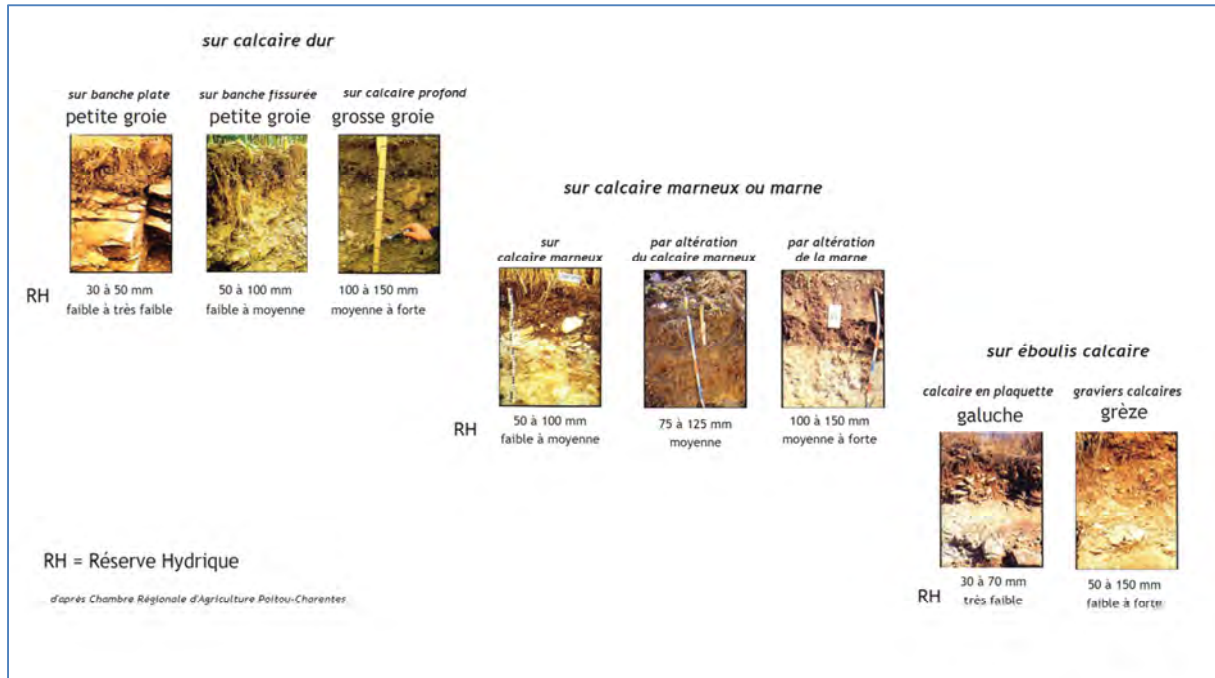 sur calcaire dur
sur banche plate
petite groie
sur banche fissurée
petite groie
sur calcaire profond
grosse groie
RH
30 à 50 mm
faible à très faible
50 à 100 mm
faible à moyenne
100 à 150 mm
moyenne à forte
sur calcaire marneux ou marne
sur
calcaire marneux
par altération
du calcaire marneux
par altération
de la marne
RH
50 à 100 mm
faible à moyenne
75 à 125 mm
moyenne
100 à 150 mm
moyenne à forte
sur éboulis calcaire
calcaire en plaquette
galuche
graviers calcaires
grèze
RH
30 à 70 mm
très faible
50 à 150 mm
faible à forte
RH = Réserve Hydrique
d'après Chambre Régionale d'Agriculture Poitou-Charentes